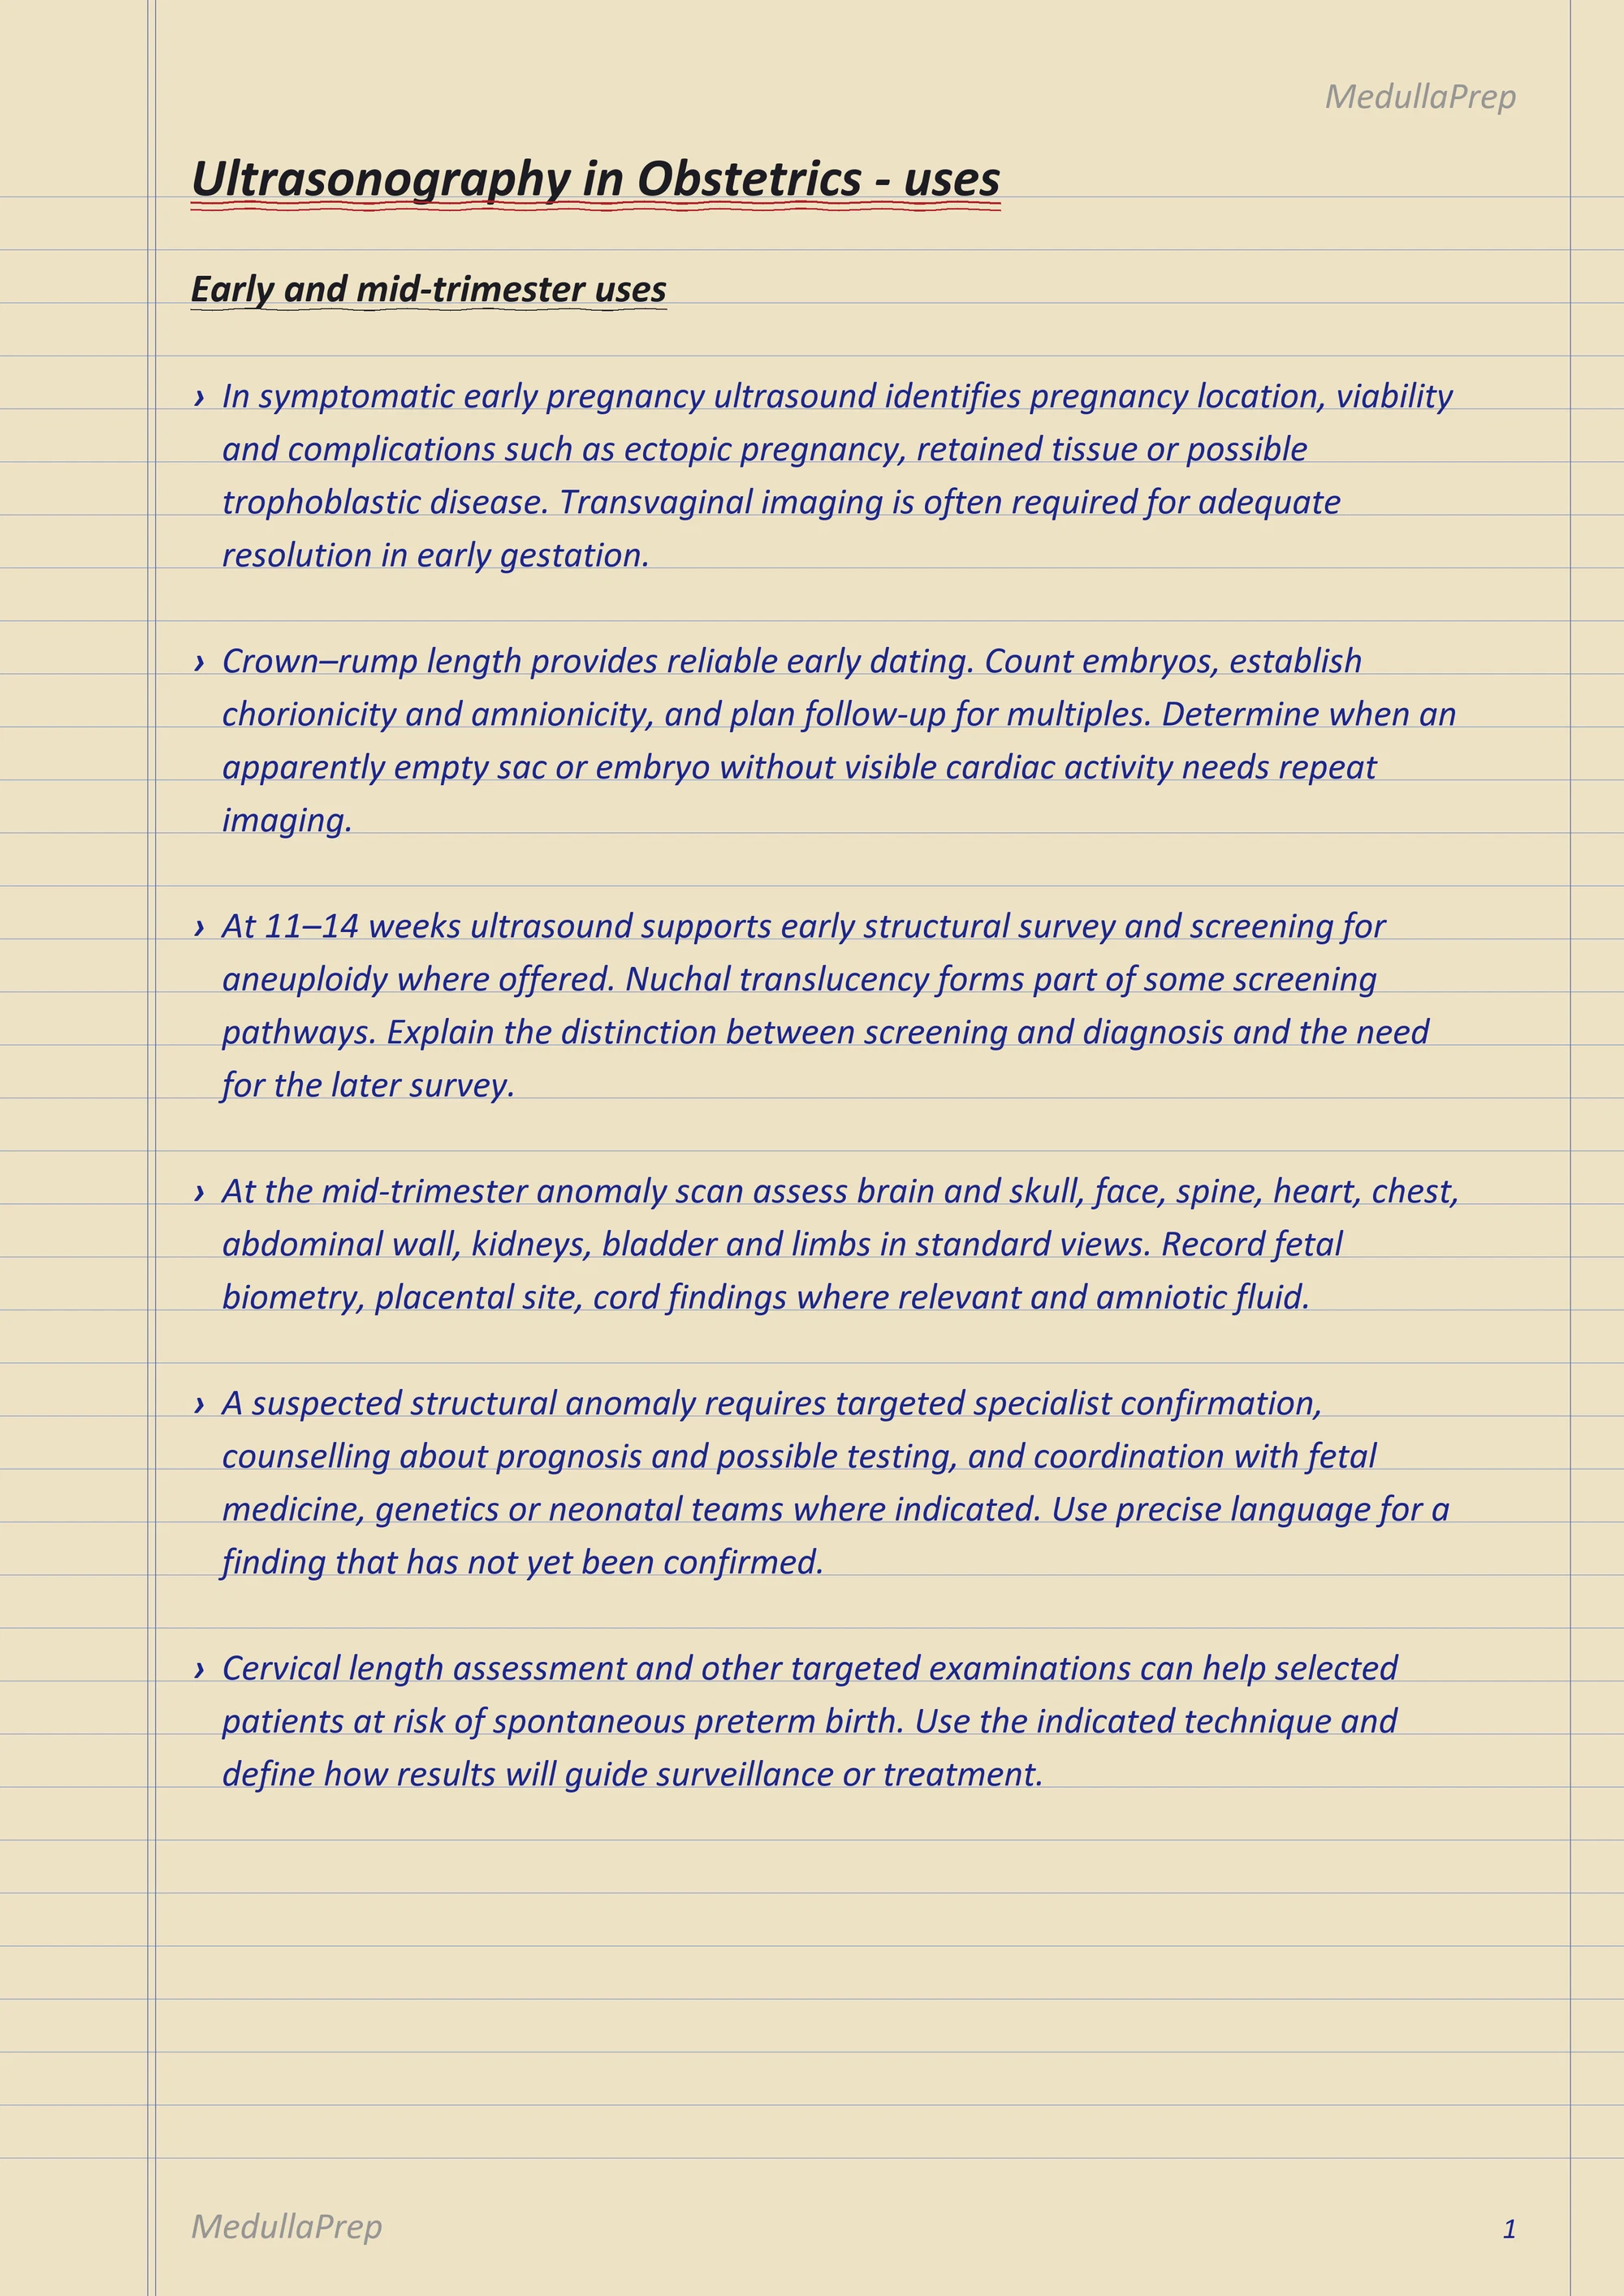 MedullaPrep
Ultrasonography in Obstetrics - uses
Early and mid-trimester uses
› In symptomatic early pregnancy ultrasound identifies pregnancy location, viability
and complications such as ectopic pregnancy, retained tissue or possible
trophoblastic disease. Transvaginal imaging is often required for adequate
resolution in early gestation.
› Crown–rump length provides reliable early dating. Count embryos, establish
chorionicity and amnionicity, and plan follow-up for multiples. Determine when an
apparently empty sac or embryo without visible cardiac activity needs repeat
imaging.
› At 11–14 weeks ultrasound supports early structural survey and screening for
aneuploidy where offered. Nuchal translucency forms part of some screening
pathways. Explain the distinction between screening and diagnosis and the need
for the later survey.
› At the mid-trimester anomaly scan assess brain and skull, face, spine, heart, chest,
abdominal wall, kidneys, bladder and limbs in standard views. Record fetal
biometry, placental site, cord findings where relevant and amniotic fluid.
› A suspected structural anomaly requires targeted specialist confirmation,
counselling about prognosis and possible testing, and coordination with fetal
medicine, genetics or neonatal teams where indicated. Use precise language for a
finding that has not yet been confirmed.
› Cervical length assessment and other targeted examinations can help selected
patients at risk of spontaneous preterm birth. Use the indicated technique and
define how results will guide surveillance or treatment.
MedullaPrep
1